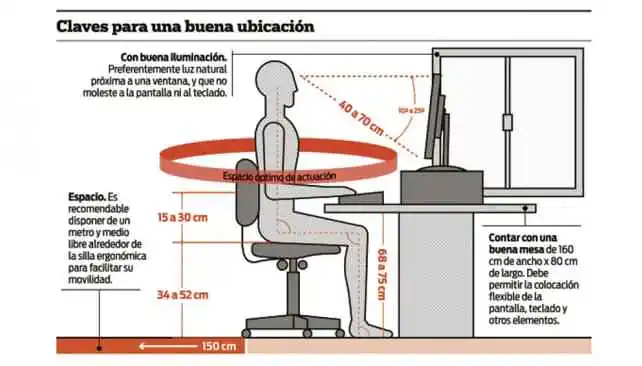 Claves para una buena ubicación
Con buena iluminación.
Preferentemente luz natural
próxima a una ventana, y que no
moleste a la pantalla ni al teclado.
40 a 70 cm
10º a 25º
Espacio óptimo de actuación
Espacio. Es
recomendable
disponer de un
metro y medio
libre alrededor de
la silla ergonómica
para facilitar su
movilidad.
15 a 30 cm
34 a 52 cm
68 a 75 cm
Contar con una
buena mesa de 160
cm de ancho x 80 cm
de largo. Debe
permitir la colocación
flexible de la
pantalla, teclado y
otros elementos.
150 cm